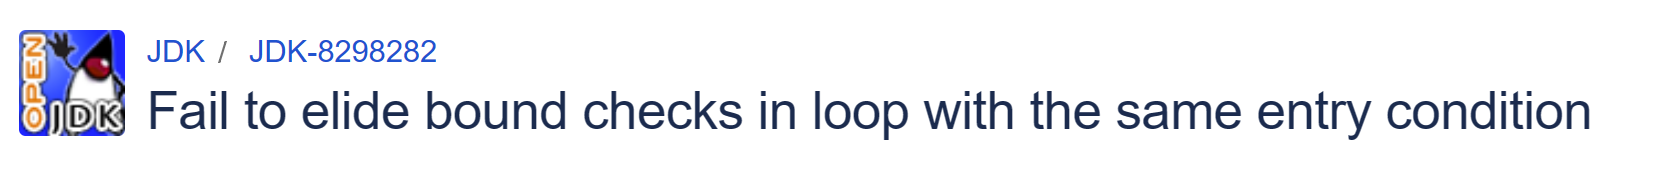 OPEN
JDK
JDK / JDK-8298282
Fail to elide bound checks in loop with the same entry condition